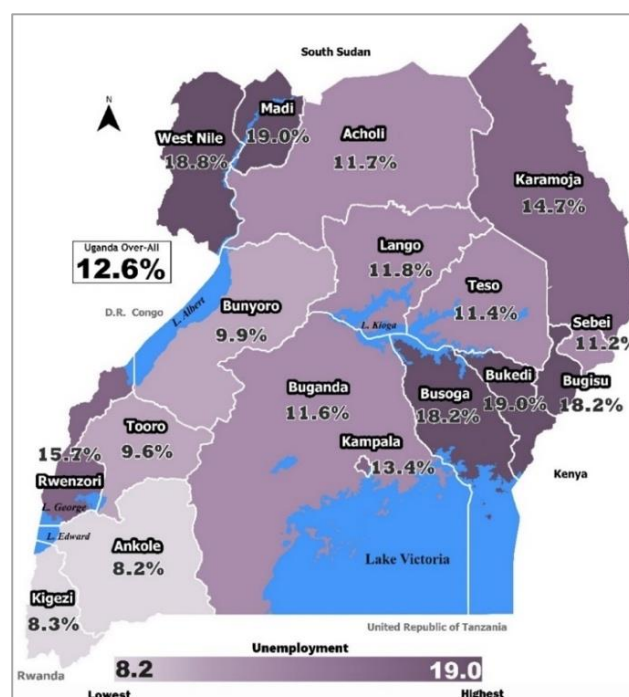 South Sudan
N
Madi
19.0%
West Nile
18.8%
Acholi
11.7%
Karamoja
14.7%
Uganda Over-All
12.6%
Lango
11.8%
Teso
11.4%
D.R. Congo
L. Albert
Bunyoro
9.9%
L. Kioga
Sebei
11.2%
Buganda
11.6%
Busoga
18.2%
Bukedi
19.0%
Bugisu
18.2%
Tooro
9.6%
Kampala
13.4%
15.7%
Rwenzori
Kenya
L. George
L. Edward
Ankole
8.2%
Lake Victoria
Kigezi
8.3%
United Republic of Tanzania
Rwanda
Unemployment
8.2
19.0
Lowest
Highest